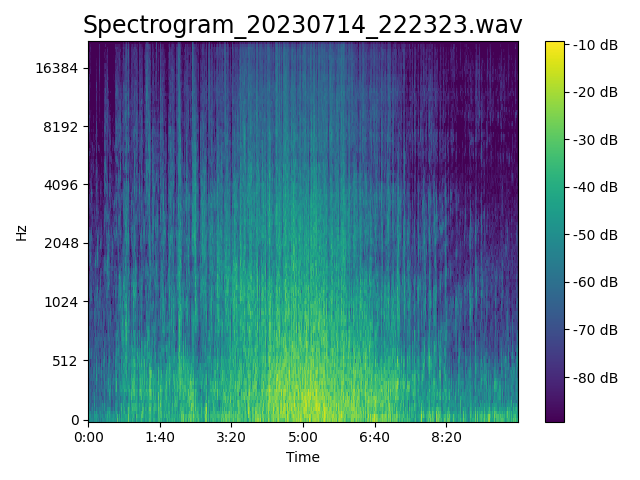 Spectrogram_20230714_222323.wav
16384
8192
4096
2048
1024
512
0
Hz
0:00
1:40
3:20
5:00
6:40
8:20
Time
-10 dB
-20 dB
-30 dB
-40 dB
-50 dB
-60 dB
-70 dB
-80 dB